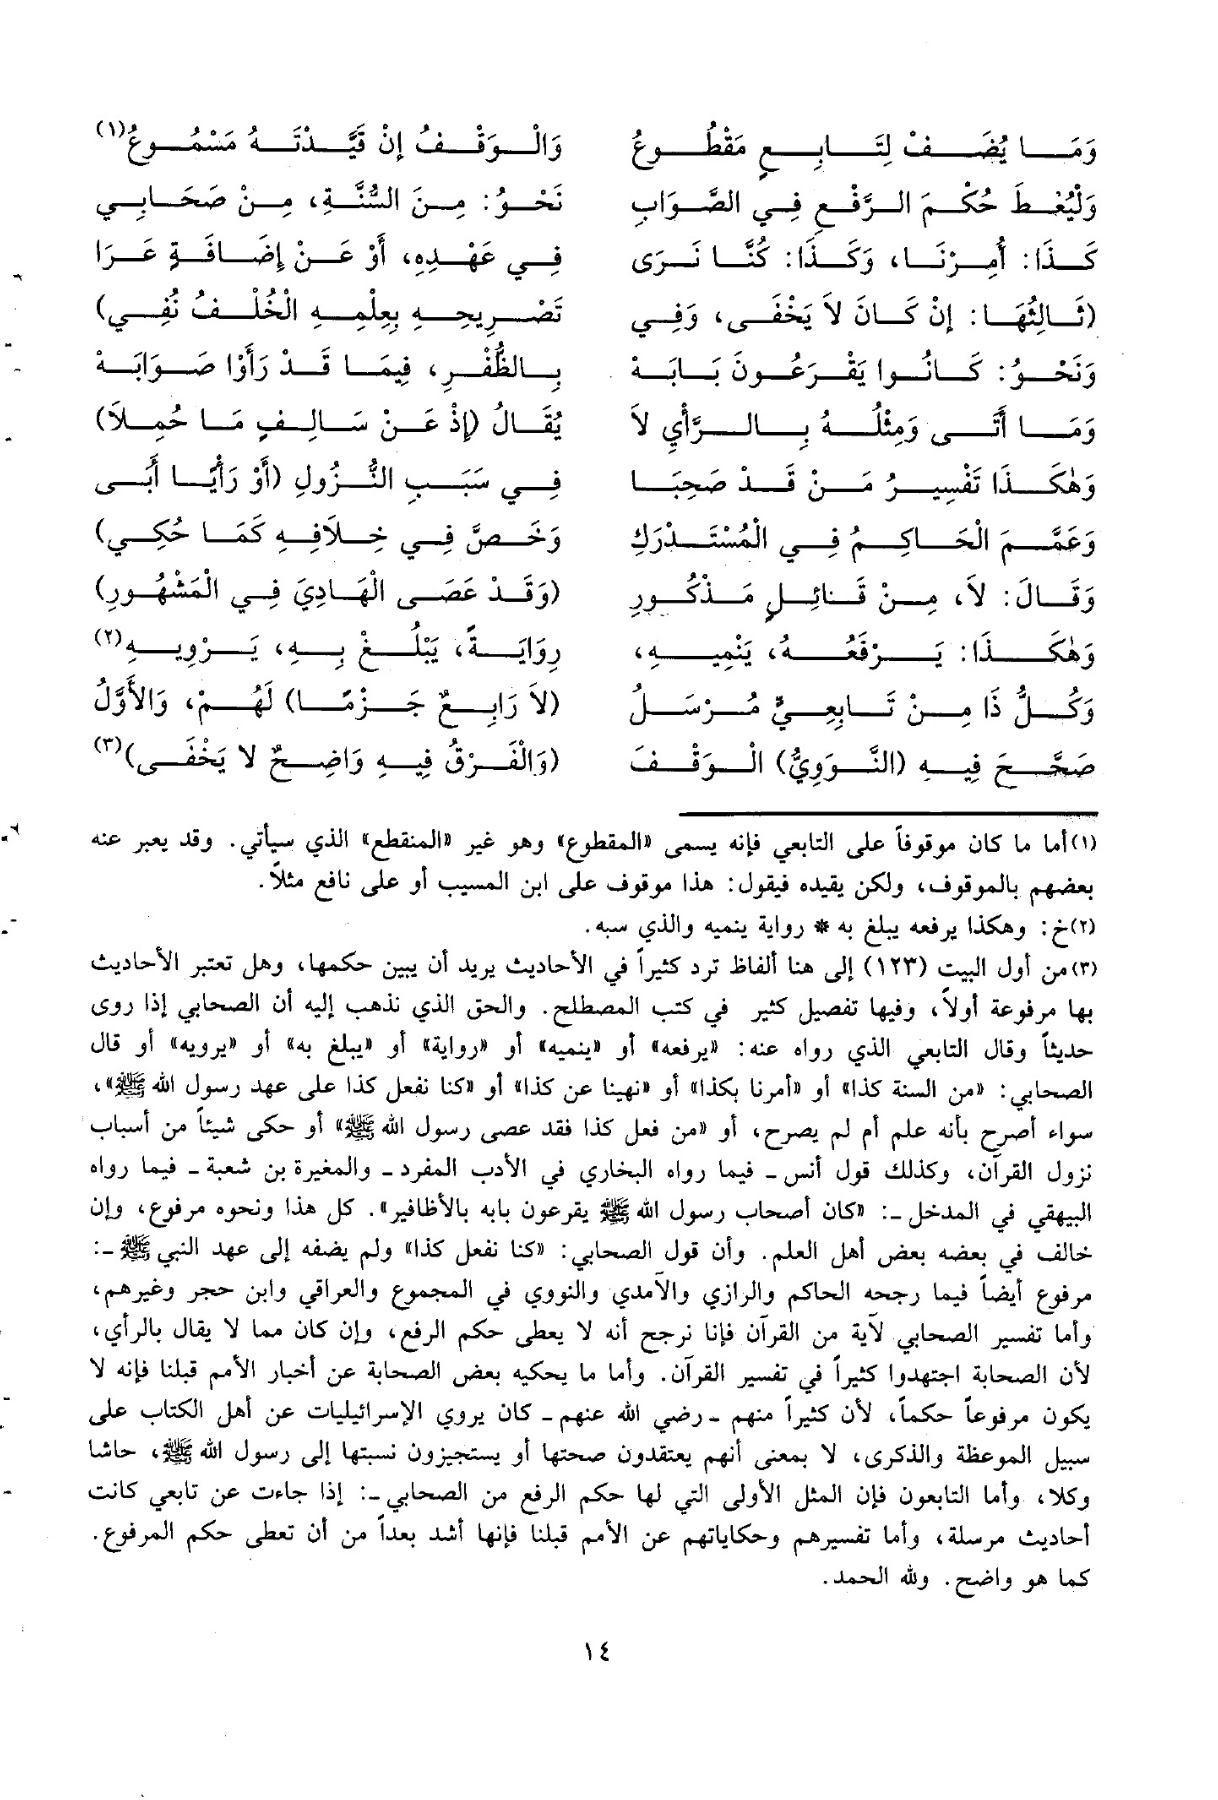 وَمَا يُضَفْ لِتَابِعٍ مَقْطُوعُ وَالْوَقْفُ إِنْ قَيَّدْتَهُ مَسْمُوعُ(١)
وَلْيُعْطَ حُكْمَ الرَّفْعِ فِي الصَّوَابِ نَحْوُ: مِنَ السُّنَّةِ، مِنْ صَحَابِي
كَذَا: أُمِرْنَا، وَكَذَا: كُنَّا نَرَى فِي عَهْدِهِ، أَوْ عَنْ إِضَافَةٍ عَرَا
(ثَالِثُهَا: إِنْ كَانَ لاَ يَخْفَى، وَفِي تَصْرِيحِهِ بِعِلْمِهِ الْخُلْفُ نُفِي)
وَنَحْوُ: كَانُوا يَقْرَعُونَ بَابَهْ بِالظُّفْرِ، فِيمَا قَدْ رَأَوْا صَوَابَهْ
وَمَا أَتَى وَمِثْلُهُ بِالرَّأْيِ لاَ يُقَالُ (إِذْ عَنْ سَالِفٍ مَا حُمِلاَ)
وَهٰكَذَا تَفْسِيرُ مَنْ قَدْ صَحِبَا فِي سَبَبِ النُّزُولِ (أَوْ رَأْيًا أَبَى
وَعَمَّمَ الْحَاكِمُ فِي الْمُسْتَدْرَكِ وَخَصَّ فِي خِلَافِهِ كَمَا حُكِي)
وَقَالَ: لاَ، مِنْ قَائِلٍ مَذْكُورِ (وَقَدْ عَصَى الْهَادِيَ فِي الْمَشْهُورِ)
وَهٰكَذَا: يَرْفَعُهُ، يَنْمِيهِ، رِوَايَةً، يَبْلُغْ بِهِ، يَرْوِيهِ(٢)
وَكُلُّ ذَا مِنْ تَابِعِيٍّ مُرْسَلُ (لاَ رَابِعٌ جَزْمًا) لَهُمْ، وَالأَوَّلُ
صَحَّحَ فِيهِ (النَّوَوِيُّ) الْوَقْفَ (وَالْفَرْقُ فِيهِ وَاضِحٌ لا يَخْفَى)(٣)
(١) أما ما كان موقوفاً على التابعي فإنه يسمى «المقطوع» وهو غير «المنقطع» الذي سيأتي. وقد يعبر عنه
بعضهم بالموقوف، ولكن يقيده فيقول: هذا موقوف على ابن المسيب أو على نافع مثلاً.
(٢) خ: وهكذا يرفعه يبلغ به * رواية ينميه والذي سبه.
(٣) من أول البيت (١٢٣) إلى هنا ألفاظ ترد كثيراً في الأحاديث يريد أن يبين حكمها، وهل تعتبر الأحاديث
بها مرفوعة أولاً، وفيها تفصيل كثير في كتب المصطلح. والحق الذي نذهب إليه أن الصحابي إذا روى
حديثاً وقال التابعي الذي رواه عنه: «يرفعه» أو «ينميه» أو «رواية» أو «يبلغ به» أو «يرويه» أو قال
الصحابي: «من السنة كذا» أو «أمرنا بكذا» أو «نهينا عن كذا» أو «كنا نفعل كذا على عهد رسول الله ﷺ»،
سواء أصرح بأنه علم أم لم يصرح، أو «من فعل كذا فقد عصى رسول الله ﷺ» أو حكى شيئاً من أسباب
نزول القرآن، وكذلك قول أنس ـ فيما رواه البخاري في الأدب المفرد ـ والمغيرة بن شعبة ـ فيما رواه
البيهقي في المدخل ـ: «كان أصحاب رسول الله ﷺ يقرعون بابه بالأظافير». كل هذا ونحوه مرفوع، وإن
خالف في بعضه بعض أهل العلم. وأن قول الصحابي: «كنا نفعل كذا» ولم يضفه إلى عهد النبي ﷺ ـ:
مرفوع أيضاً فيما رجحه الحاكم والرازي والآمدي والنووي في المجموع والعراقي وابن حجر وغيرهم،
وأما تفسير الصحابي لآية من القرآن فإنا نرجح أنه لا يعطى حكم الرفع، وإن كان مما لا يقال بالرأي،
لأن الصحابة اجتهدوا كثيراً في تفسير القرآن. وأما ما يحكيه بعض الصحابة عن أخبار الأمم قبلنا فإنه لا
يكون مرفوعاً حكماً، لأن كثيراً منهم ـ رضي الله عنهم ـ كان يروي الإسرائيليات عن أهل الكتاب على
سبيل الموعظة والذكرى، لا بمعنى أنهم يعتقدون صحتها أو يستجيزون نسبتها إلى رسول الله ﷺ، حاشا
وكلا، وأما التابعون فإن المثل الأولى التي لها حكم الرفع من الصحابي ـ: إذا جاءت عن تابعي كانت
أحاديث مرسلة، وأما تفسيرهم وحكاياتهم عن الأمم قبلنا فإنها أشد بعداً من أن تعطى حكم المرفوع.
كما هو واضح. ولله الحمد.
١٤